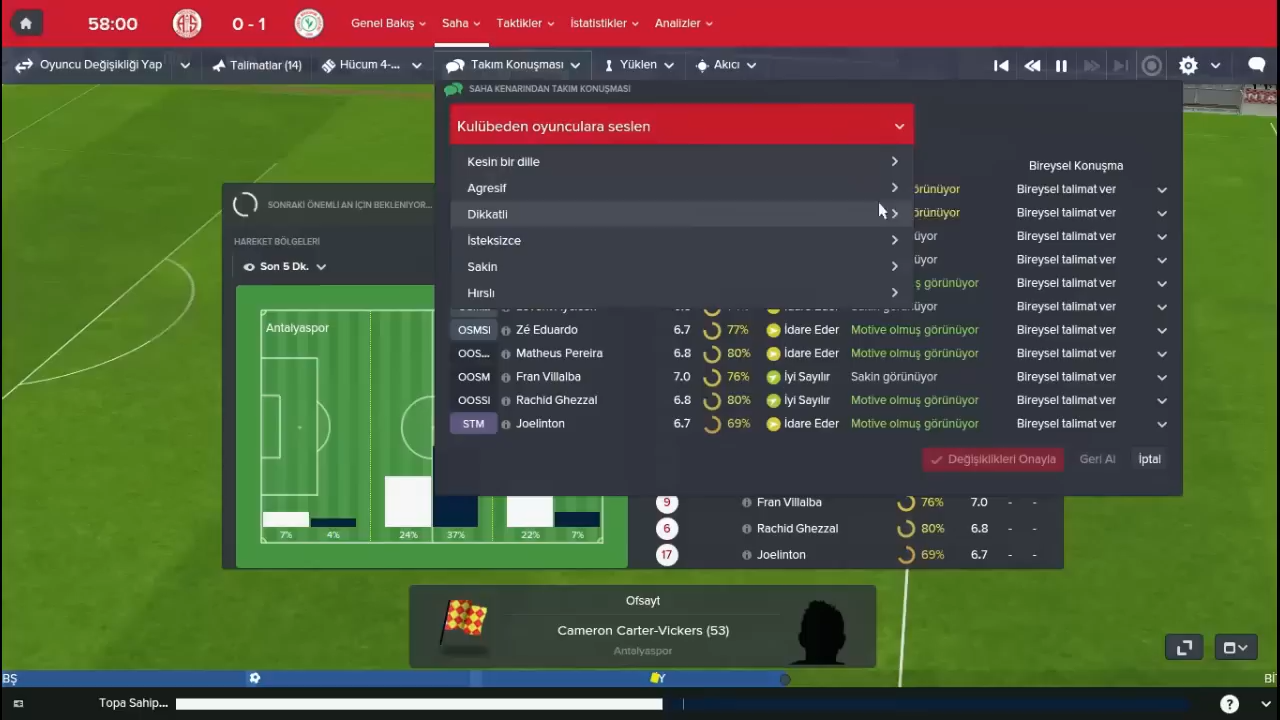 58:00 0 - 1 Genel Bakış Saha Taktikler İstatistikler Analizler
Oyuncu Değişikliği Yap Talimatlar (14) Hücum 4-... Takım Konuşması Yüklen Akıcı
SAHA KENARINDAN TAKIM KONUŞMASI
Kulübeden oyunculara seslen
Kesin bir dille
Agresif
Dikkatli
İsteksizce
Sakin
Hırslı
Bireysel Konuşma
örünüyor Bireysel talimat ver
örünüyor Bireysel talimat ver
üyor Bireysel talimat ver
üyor Bireysel talimat ver
ş görünüyor Bireysel talimat ver
Bireysel talimat ver
OSMSI Zé Eduardo 6.7 77% İdare Eder Motive olmuş görünüyor Bireysel talimat ver
OOS... Matheus Pereira 6.8 80% İdare Eder Motive olmuş görünüyor Bireysel talimat ver
OOSM Fran Villalba 7.0 76% İyi Sayılır Sakin görünüyor Bireysel talimat ver
OOSSI Rachid Ghezzal 6.8 80% İyi Sayılır Motive olmuş görünüyor Bireysel talimat ver
STM Joelinton 6.7 69% İdare Eder Motive olmuş görünüyor Bireysel talimat ver
Değişiklikleri Onayla Geri Al İptal
SONRAKİ ÖNEMLİ AN İÇİN BEKLENİYOR...
HAREKET BÖLGELERİ
Son 5 Dk.
Antalyaspor
7% 4% 24% 37% 22% 7%
9 Fran Villalba 76% 7.0 - -
6 Rachid Ghezzal 80% 6.8 - -
17 Joelinton 69% 6.7 - -
Ofsayt
Cameron Carter-Vickers (53)
Antalyaspor
BŞ Y Bİ
Topa Sahip...
?